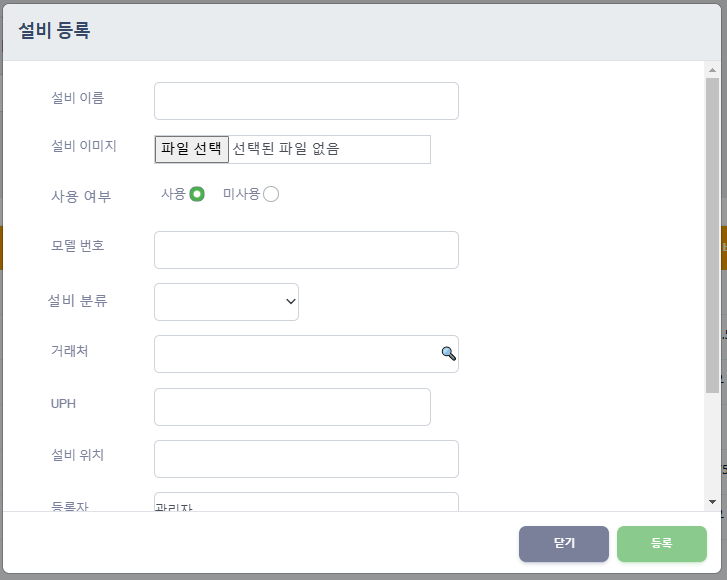 설비 등록
설비 이름
설비 이미지 파일 선택 선택된 파일 없음
사용 여부 사용 미사용
모델 번호
설비 분류
거래처
UPH
설비 위치
등록자 관리자
닫기 등록